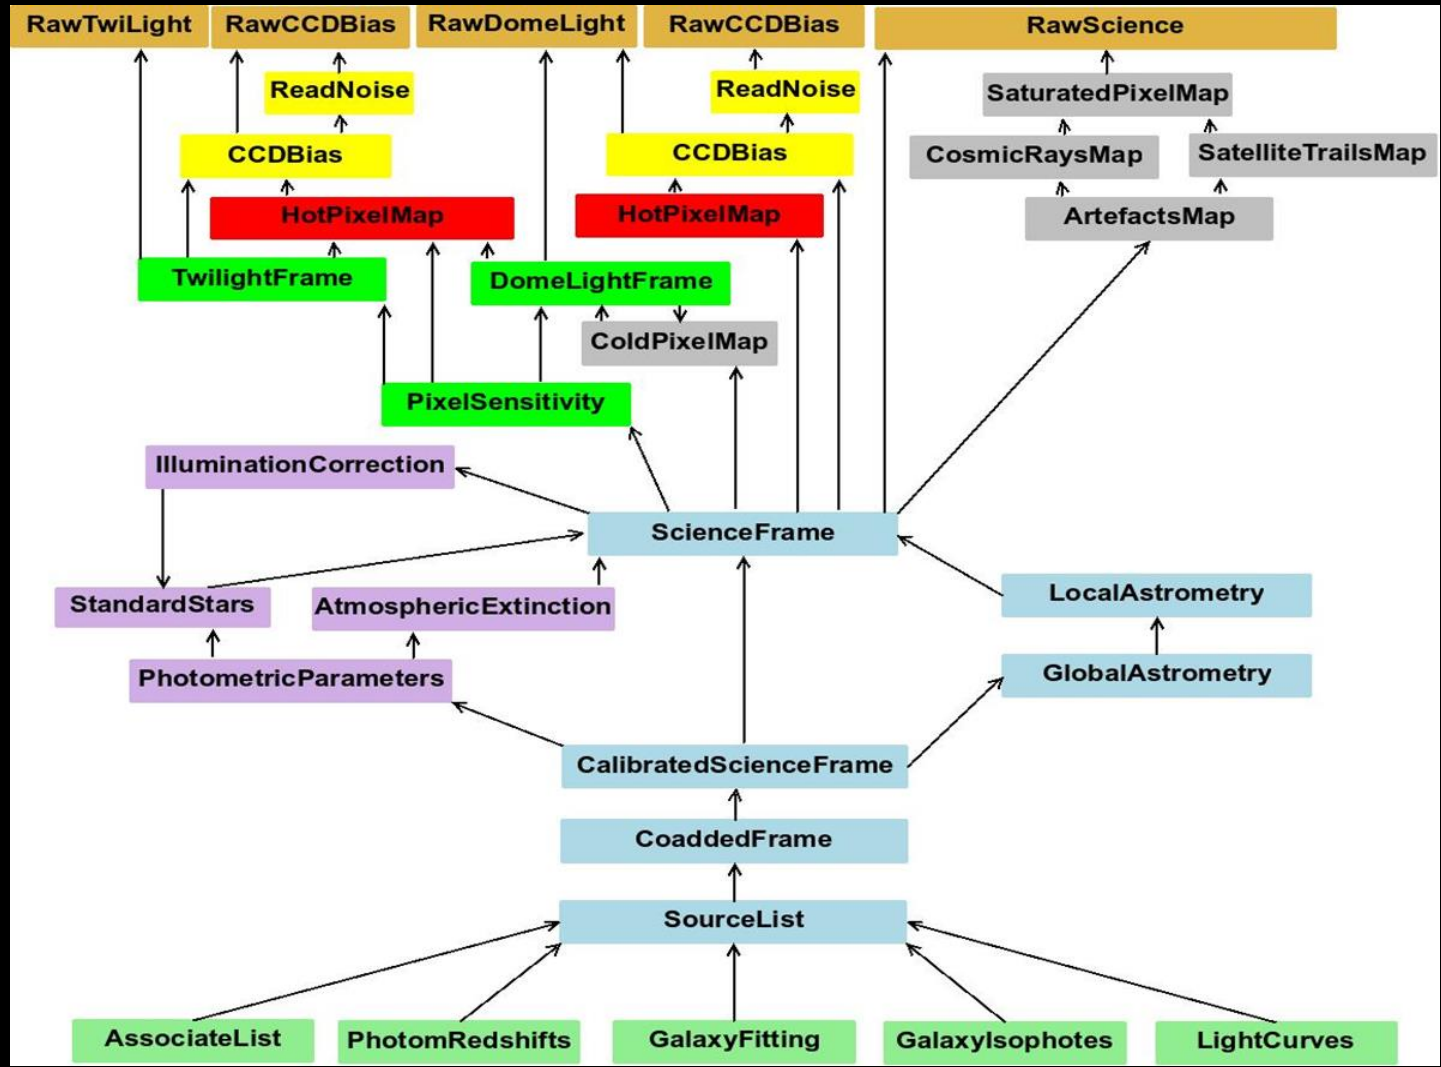 RawTwiLight
RawCCDBias
RawDomeLight
RawCCDBias
RawScience
ReadNoise
ReadNoise
SaturatedPixelMap
CCDBias
CCDBias
CosmicRaysMap
SatelliteTrailsMap
HotPixelMap
HotPixelMap
ArtefactsMap
TwilightFrame
DomeLightFrame
ColdPixelMap
PixelSensitivity
IlluminationCorrection
ScienceFrame
StandardStars
AtmosphericExtinction
LocalAstrometry
PhotometricParameters
GlobalAstrometry
CalibratedScienceFrame
CoaddedFrame
SourceList
AssociateList
PhotomRedshifts
GalaxyFitting
GalaxyIsophotes
LightCurves